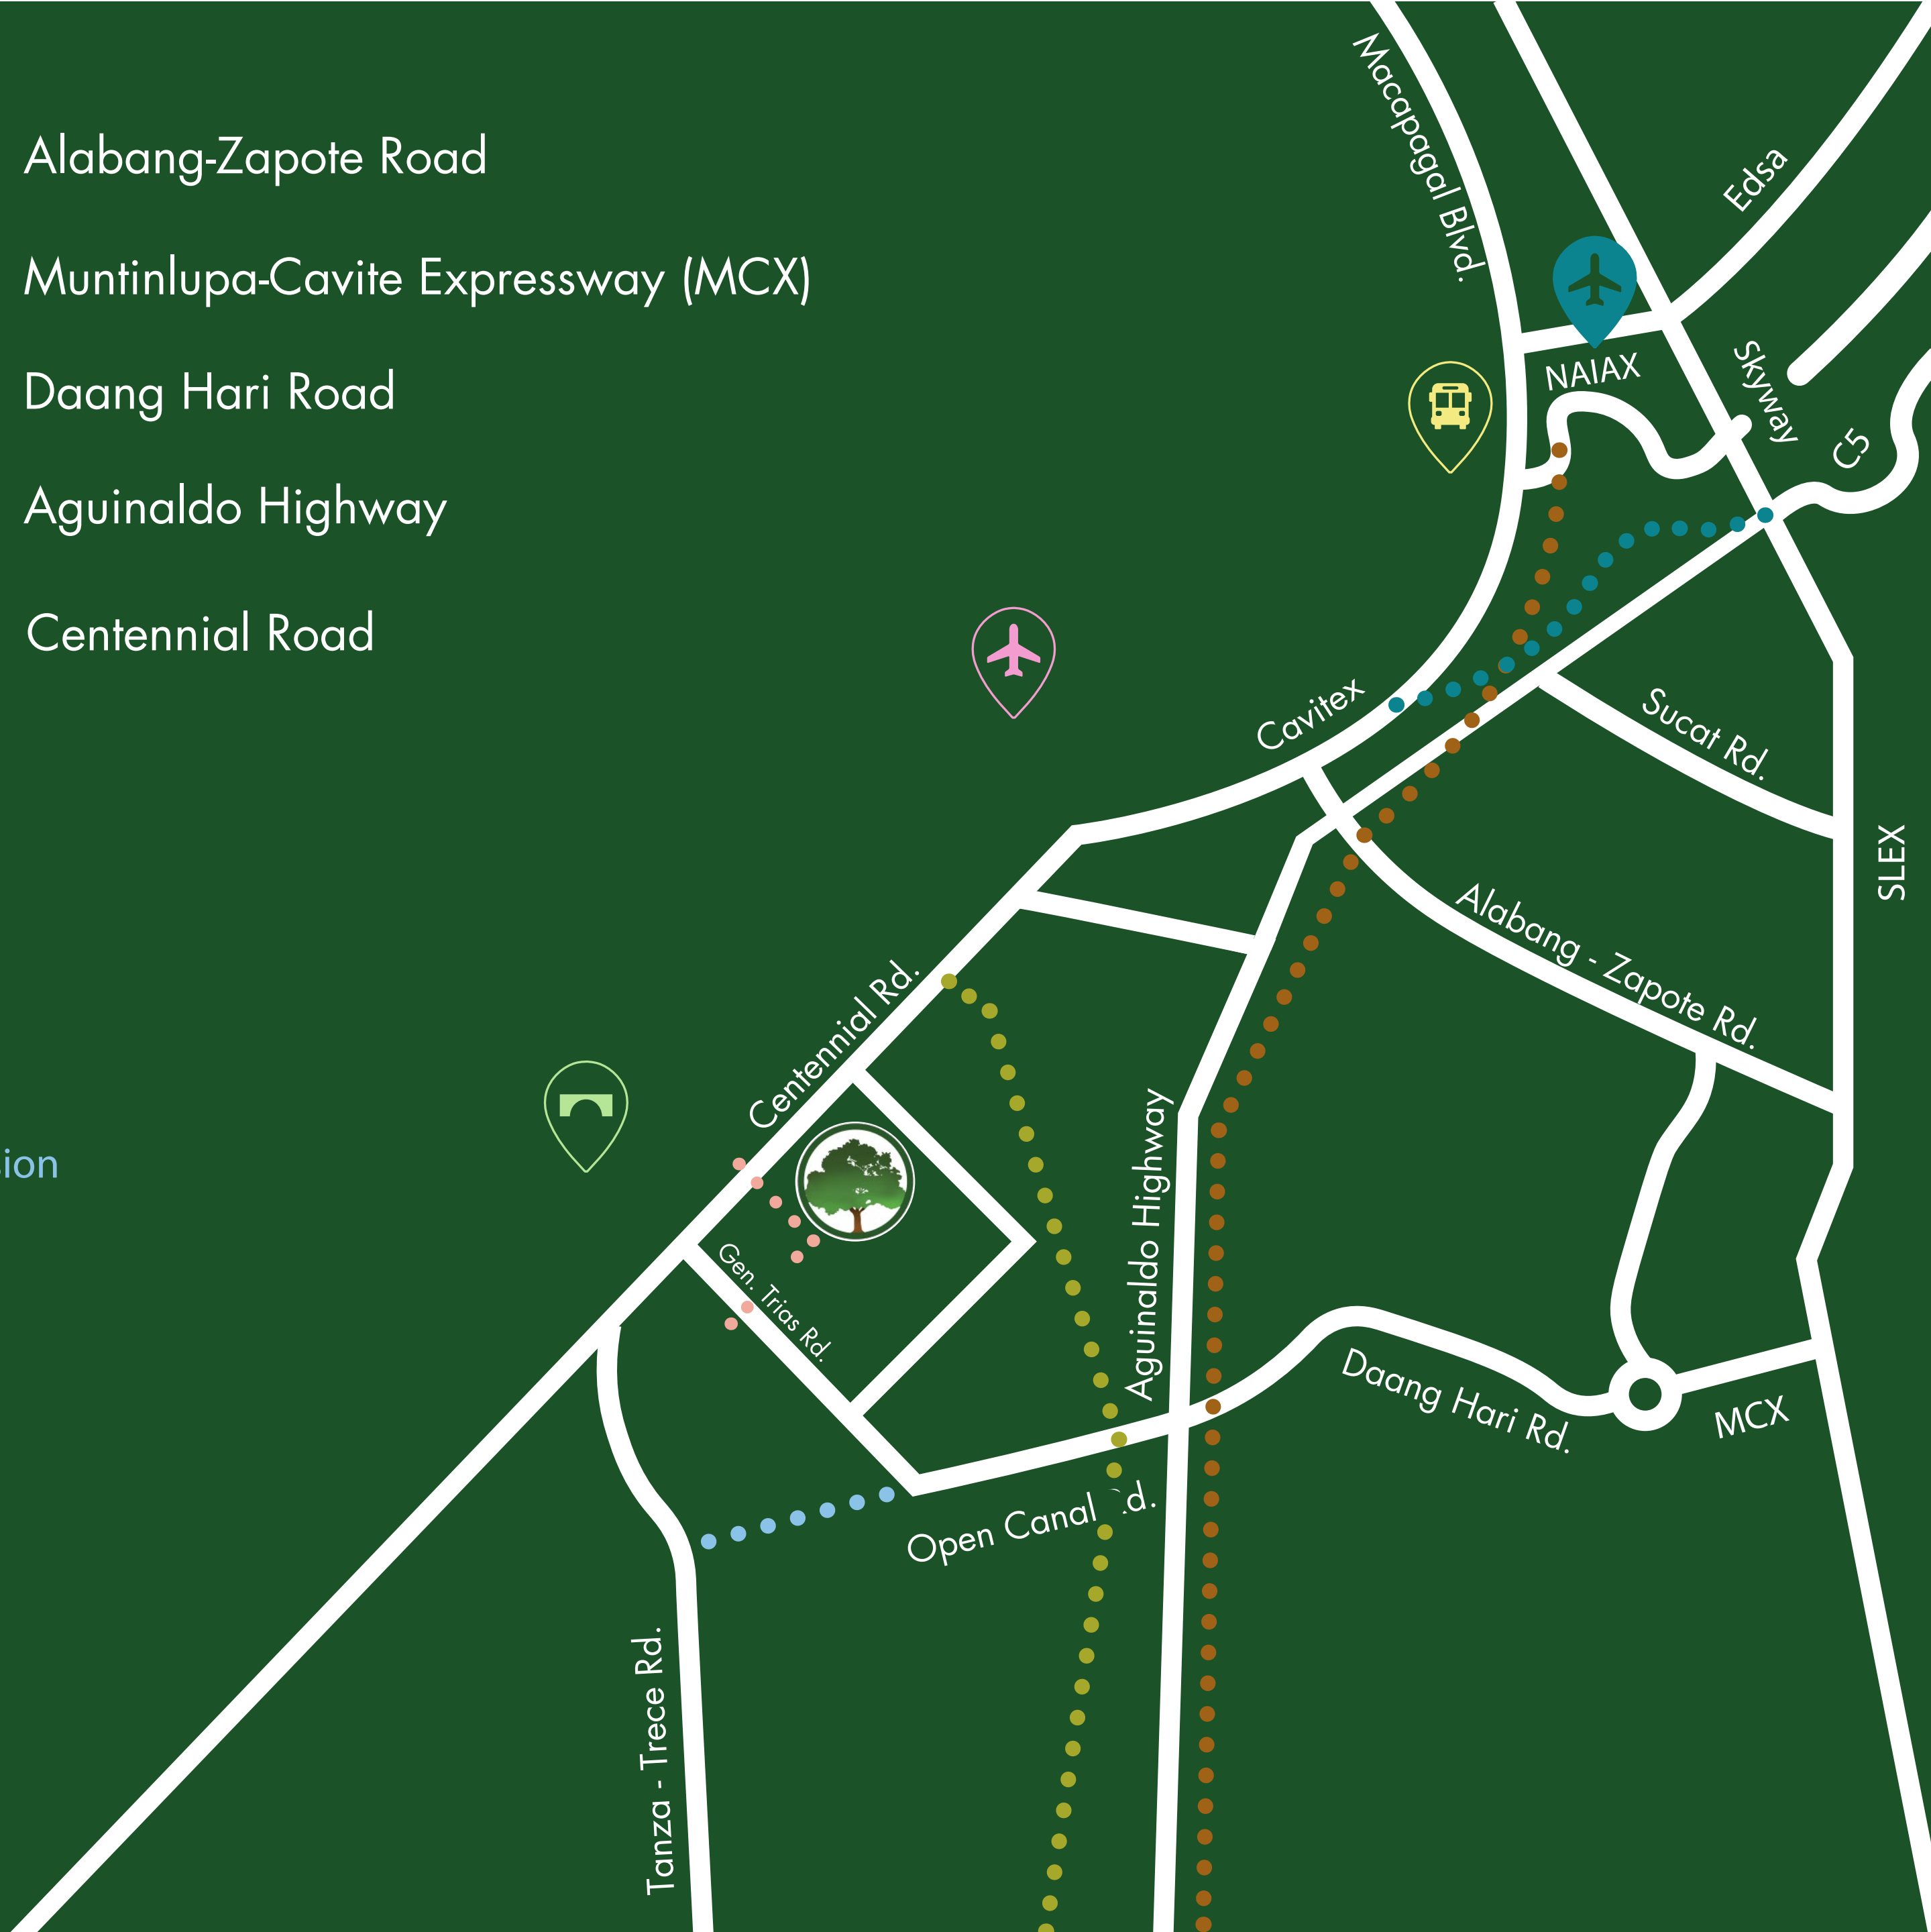 Alabang-Zapote Road
Muntinlupa-Cavite Expressway (MCX)
Daang Hari Road
Aguinaldo Highway
Centennial Road
Macapagal Blvd.
Edsa
NAIAX
Skyway
C5
Cavitex
Sucat Rd.
SLEX
Alabang - Zapote Rd.
Centennial Rd.
Aguinaldo Highway
ion
Gen. Trias Rd.
Daang Hari Rd.
MCX
Open Canal d.
Tanza - Trece Rd.